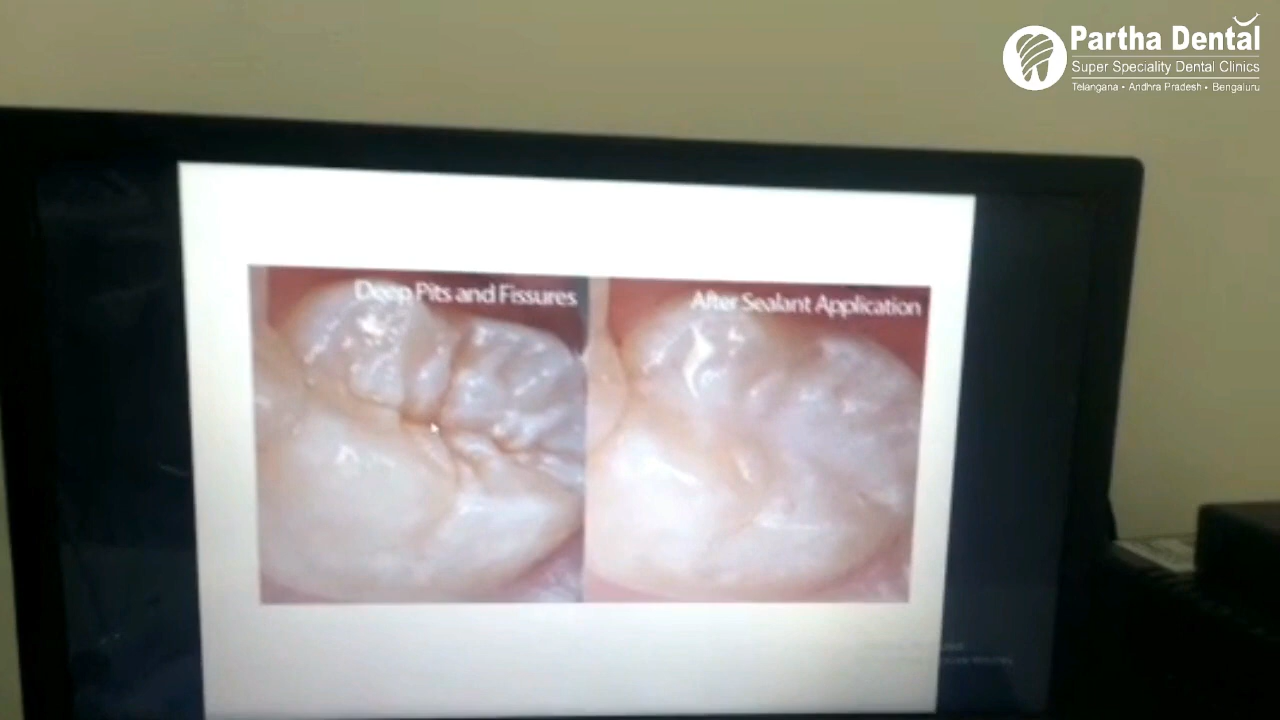 Partha Dental
Super Speciality Dental Clinics
Telangana • Andhra Pradesh • Bengaluru
Deep Pits and Fissures
After Sealant Application